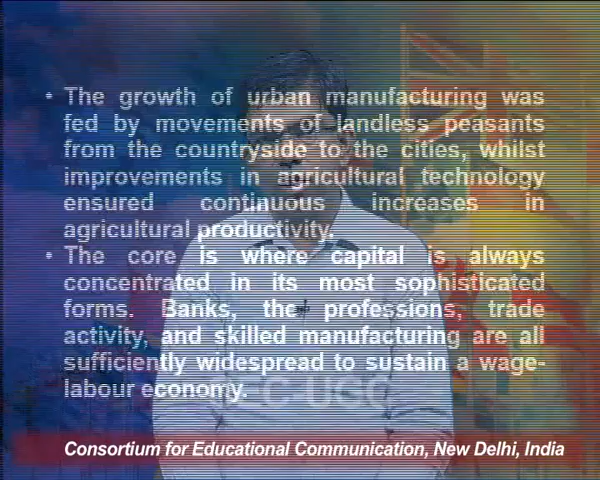 • The growth of urban manufacturing was
fed by movements of landless peasants
from the countryside to the cities, whilst
improvements in agricultural technology
ensured continuous increases in
agricultural productivity.
• The core is where capital is always
concentrated in its most sophisticated
forms. Banks, the professions, trade
activity, and skilled manufacturing are all
sufficiently widespread to sustain a wage-
labour economy.
EC-UGC
Consortium for Educational Communication, New Delhi, India